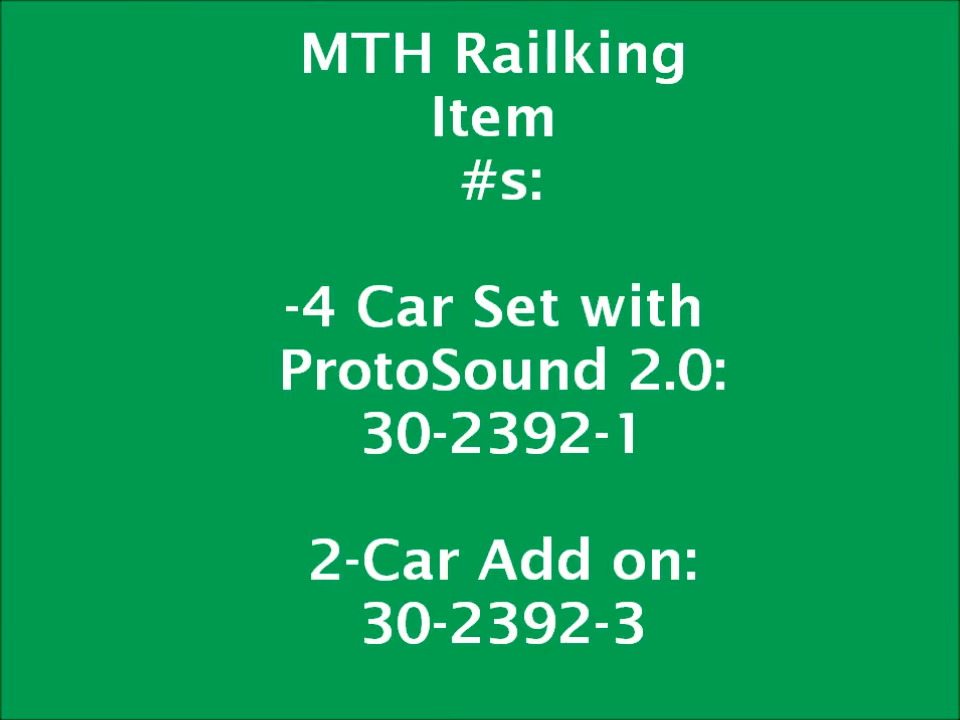 MTH Railking
Item
#s:
-4 Car Set with
ProtoSound 2.0:
30-2392-1
2-Car Add on:
30-2392-3